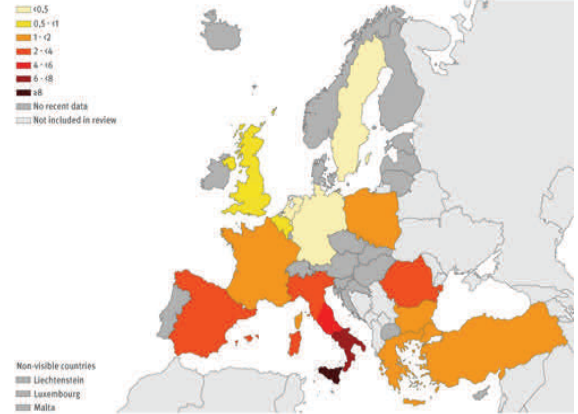 <0,5
0,5 - <1
1 - <2
2 - <4
4 - <6
6 - <8
≥8
No recent data
Not included in review
Non-visible countries
Liechtenstein
Luxembourg
Malta